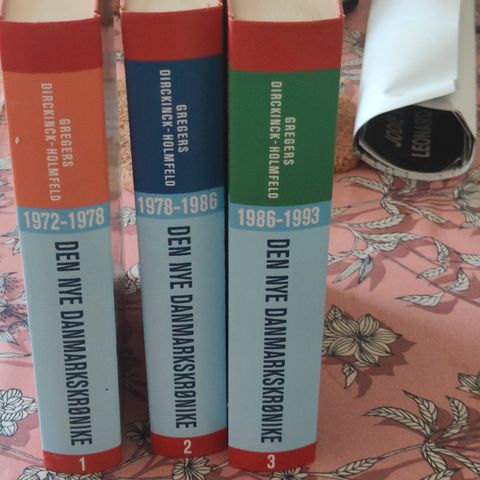 GREGERS
DIRCKINCK-HOLMFELD
1972-1978
DEN NYE DANMARKSKRØNIKE
1
GREGERS
DIRCKINCK-HOLMFELD
1978-1986
DEN NYE DANMARKSKRØNIKE
2
GREGERS
DIRCKINCK-HOLMFELD
1986-1993
DEN NYE DANMARKSKRØNIKE
3